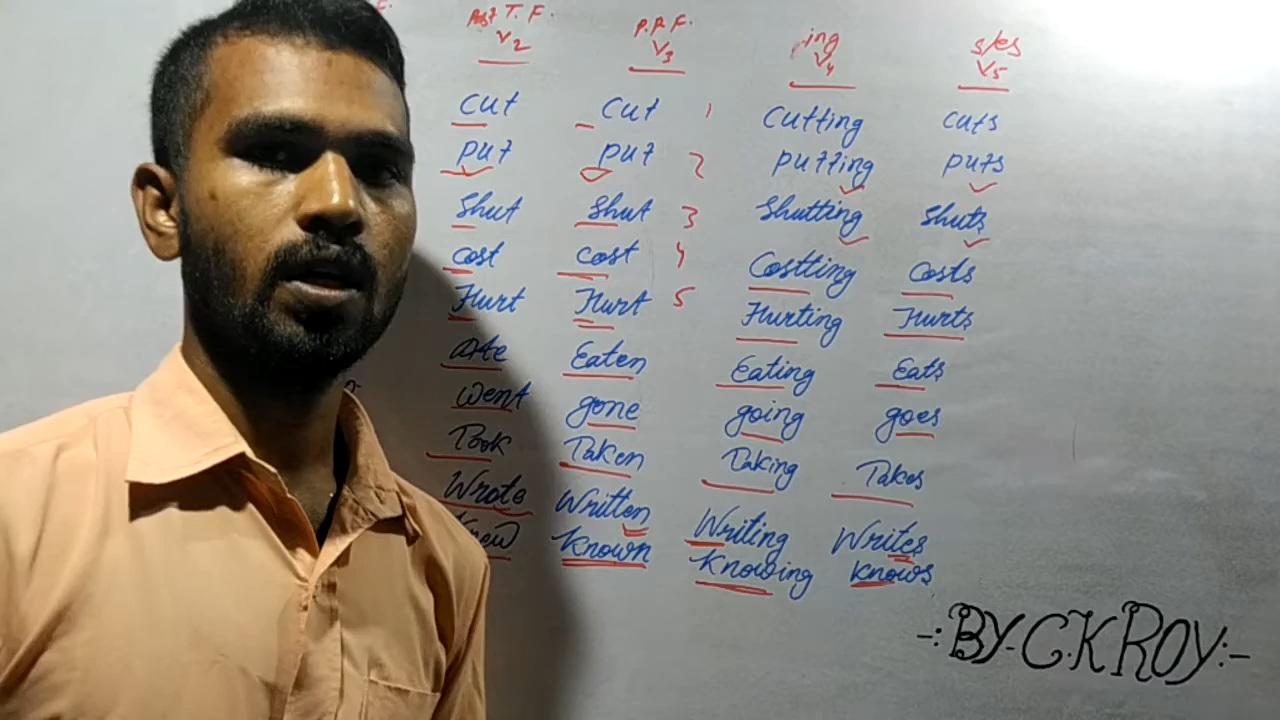 Past T. F. P.P.F. ing s/es
V2 V3 V4 V5
Cut Cut 1 Cutting cuts
put put 2 putting puts
Shut Shut 3 Shutting Shuts
cost cost 4 Costting costs
Hurt Hurt 5 Hurting Hurts
Ate Eaten Eating Eats
Went gone going goes
Took Taken Taking Takes
Wrote Written Writing Writes
Known Knowing knows
-: BY-C.K ROY:-